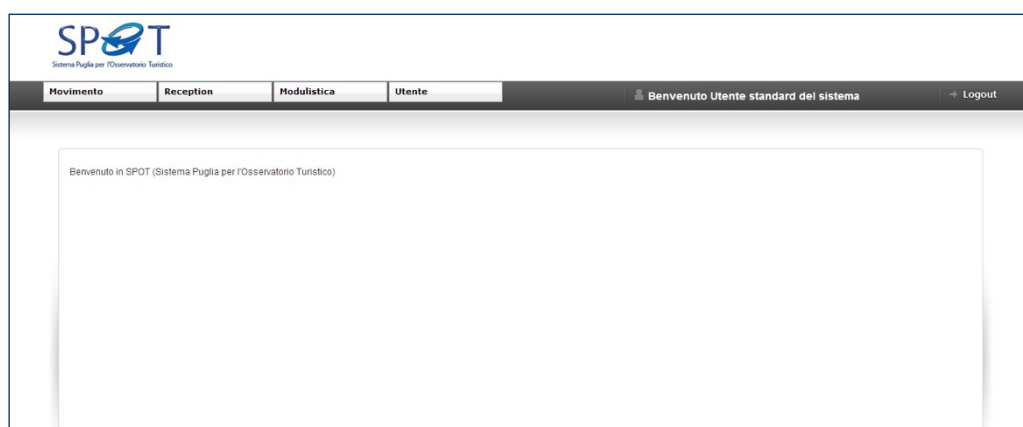 SPOT
Sistema Puglia per l'Osservatorio Turistico
Movimento Reception Modulistica Utente Benvenuto Utente standard del sistema Logout
Benvenuto in SPOT (Sistema Puglia per l'Osservatorio Turistico)